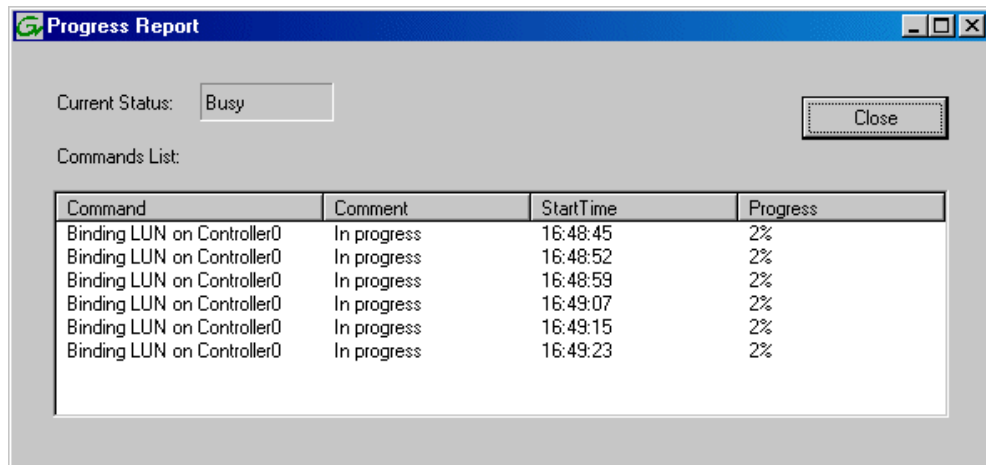 Progress Report
Current Status: Busy
Close
Commands List:
Command Comment StartTime Progress
Binding LUN on Controller0 In progress 16:48:45 2%
Binding LUN on Controller0 In progress 16:48:52 2%
Binding LUN on Controller0 In progress 16:48:59 2%
Binding LUN on Controller0 In progress 16:49:07 2%
Binding LUN on Controller0 In progress 16:49:15 2%
Binding LUN on Controller0 In progress 16:49:23 2%